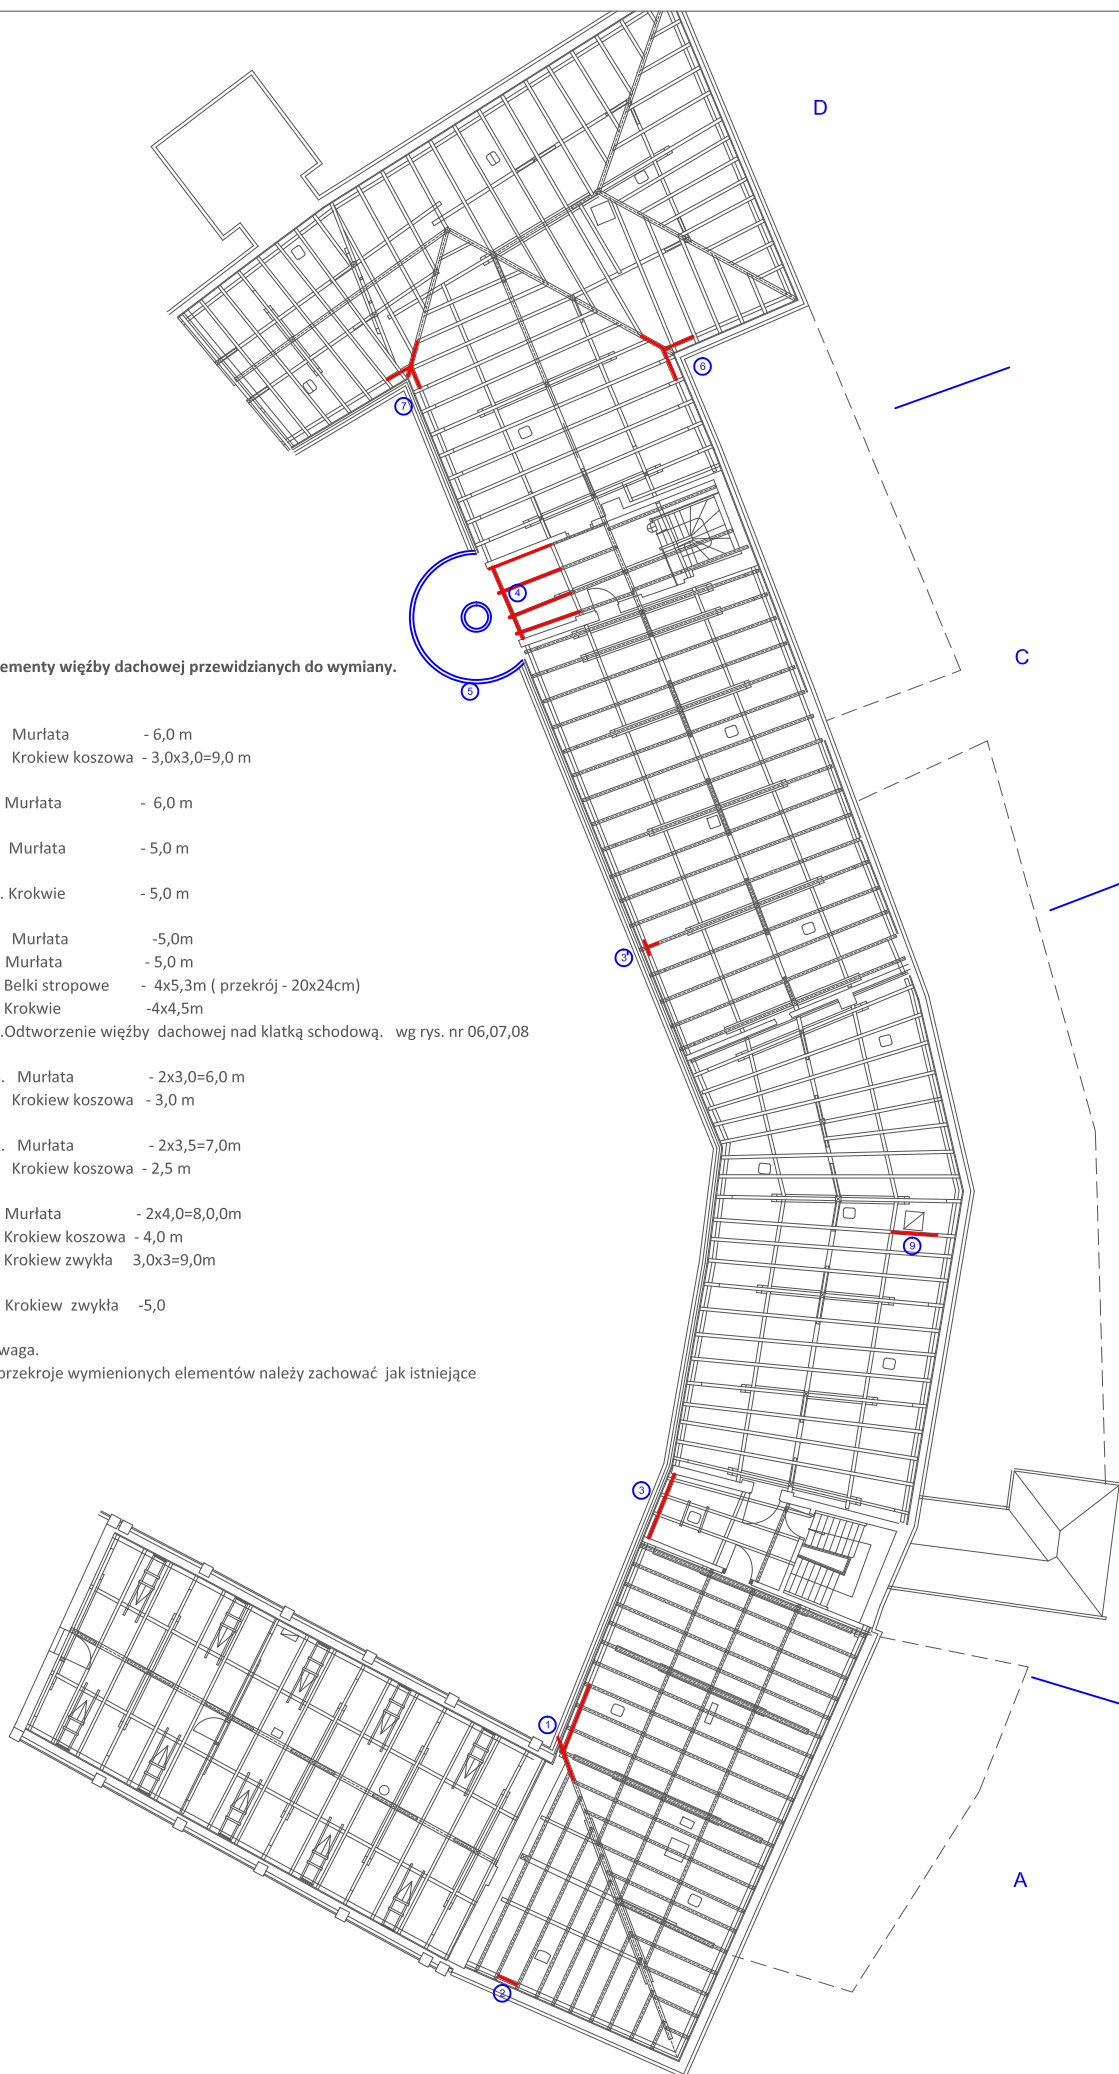 D
6
7
4
C
5
ementy więźby dachowej przewidzianych do wymiany.
Murłata - 6,0 m
Krokiew koszowa - 3,0x3,0=9,0 m
Murłata - 6,0 m
Murłata - 5,0 m
. Krokwie - 5,0 m
Murłata -5,0m
Murłata - 5,0 m
Belki stropowe - 4x5,3m ( przekrój - 20x24cm)
Krokwie -4x4,5m
.Odtworzenie więźby dachowej nad klatką schodową. wg rys. nr 06,07,08
. Murłata - 2x3,0=6,0 m
Krokiew koszowa - 3,0 m
. Murłata - 2x3,5=7,0m
Krokiew koszowa - 2,5 m
Murłata - 2x4,0=8,0,0m
Krokiew koszowa - 4,0 m
Krokiew zwykła 3,0x3=9,0m
Krokiew zwykła -5,0
waga.
przekroje wymienionych elementów należy zachować jak istniejące
3'
9
3
1
A
2